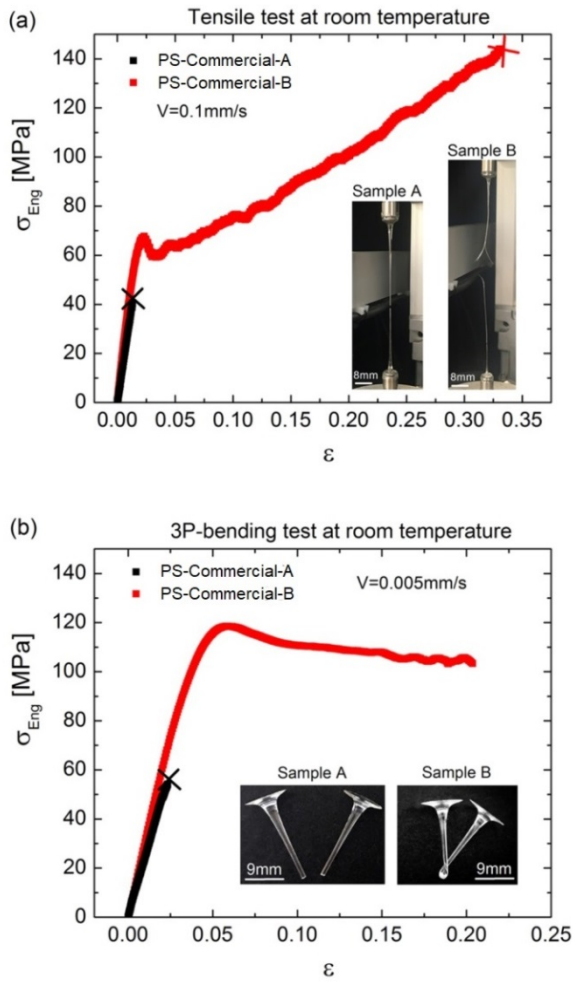 (a)
Tensile test at room temperature
PS-Commercial-A
PS-Commercial-B
V=0.1mm/s
σEng [MPa]
140
120
100
80
60
40
20
0
Sample A
Sample B
8mm
8mm
0.00 0.05 0.10 0.15 0.20 0.25 0.30 0.35
ε
(b)
3P-bending test at room temperature
PS-Commercial-A
PS-Commercial-B
V=0.005mm/s
σEng [MPa]
140
120
100
80
60
40
20
0
Sample A
Sample B
9mm
9mm
0.00 0.05 0.10 0.15 0.20 0.25
ε